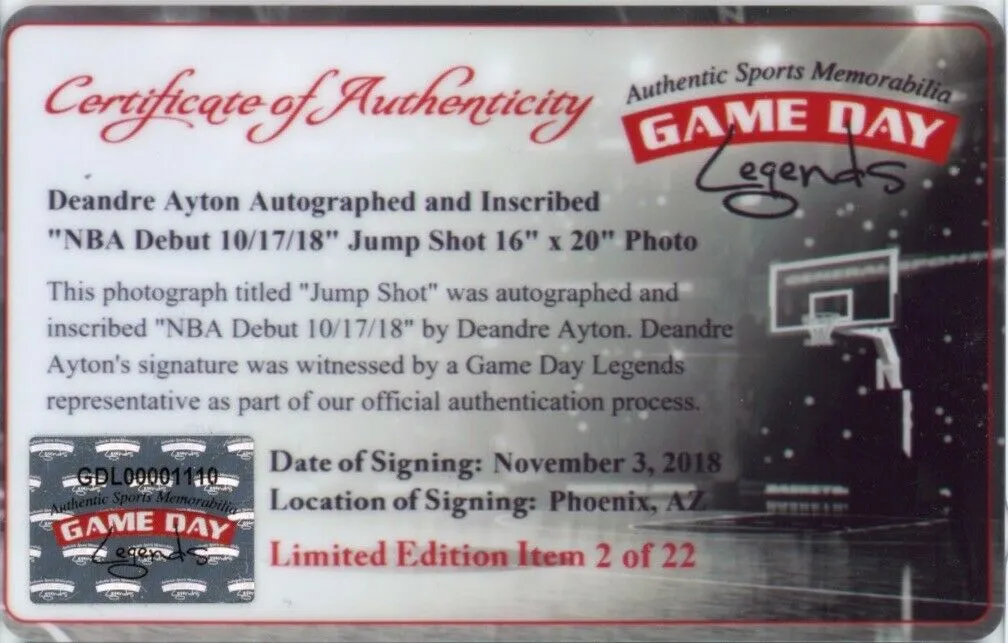 Certificate of Authenticity
Authentic Sports Memorabilia
GAME DAY
Legends
Deandre Ayton Autographed and Inscribed
"NBA Debut 10/17/18" Jump Shot 16" x 20" Photo
This photograph titled "Jump Shot" was autographed and
inscribed "NBA Debut 10/17/18" by Deandre Ayton. Deandre
Ayton's signature was witnessed by a Game Day Legends
representative as part of our official authentication process.
GDL00001110
Authentic Sports Memorabilia
GAME DAY
Legends
Date of Signing: November 3, 2018
Location of Signing: Phoenix, AZ
Limited Edition Item 2 of 22